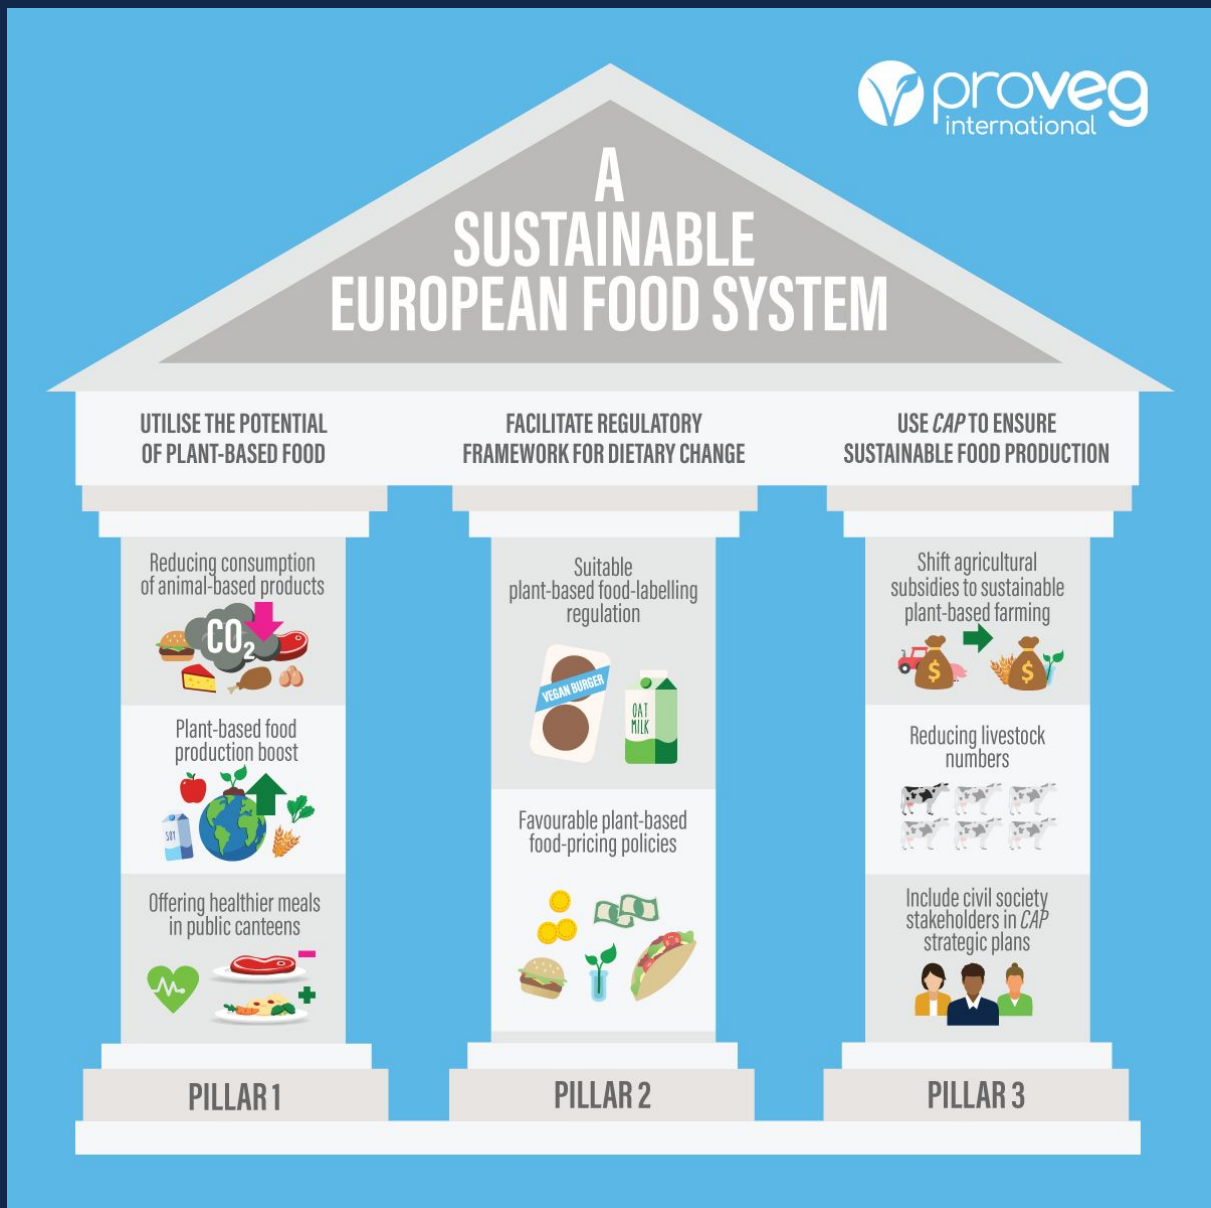 proveg
international
A
SUSTAINABLE
EUROPEAN FOOD SYSTEM
UTILISE THE POTENTIAL
OF PLANT-BASED FOOD
FACILITATE REGULATORY
FRAMEWORK FOR DIETARY CHANGE
USE CAP TO ENSURE
SUSTAINABLE FOOD PRODUCTION
Reducing consumption
of animal-based products
CO2
Plant-based food
production boost
SOY
Offering healthier meals
in public canteens
PILLAR 1
Suitable
plant-based food-labelling
regulation
VEGAN BURGER
OAT
MILK
Favourable plant-based
food-pricing policies
PILLAR 2
Shift agricultural
subsidies to sustainable
plant-based farming
$
$
Reducing livestock
numbers
Include civil society
stakeholders in CAP
strategic plans
PILLAR 3